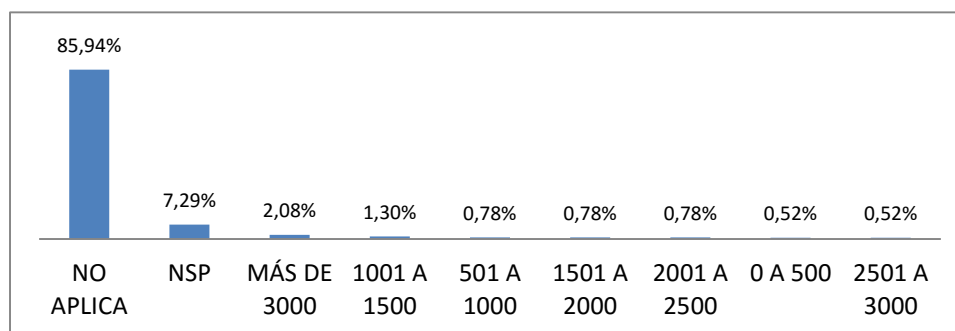 85,94%
7,29%
2,08%
1,30%
0,78%
0,78%
0,78%
0,52%
0,52%
NO
APLICA
NSP
MÁS DE
3000
1001 A
1500
501 A
1000
1501 A
2000
2001 A
2500
0 A 500
2501 A
3000